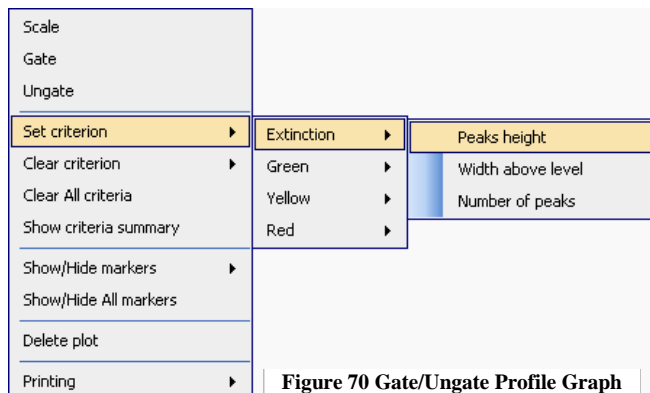 Scale
Gate
Ungate
Set criterion
Clear criterion
Clear All criteria
Show criteria summary
Show/Hide markers
Show/Hide All markers
Delete plot
Printing
Extinction
Green
Yellow
Red
Peaks height
Width above level
Number of peaks
Figure 70 Gate/Ungate Profile Graph